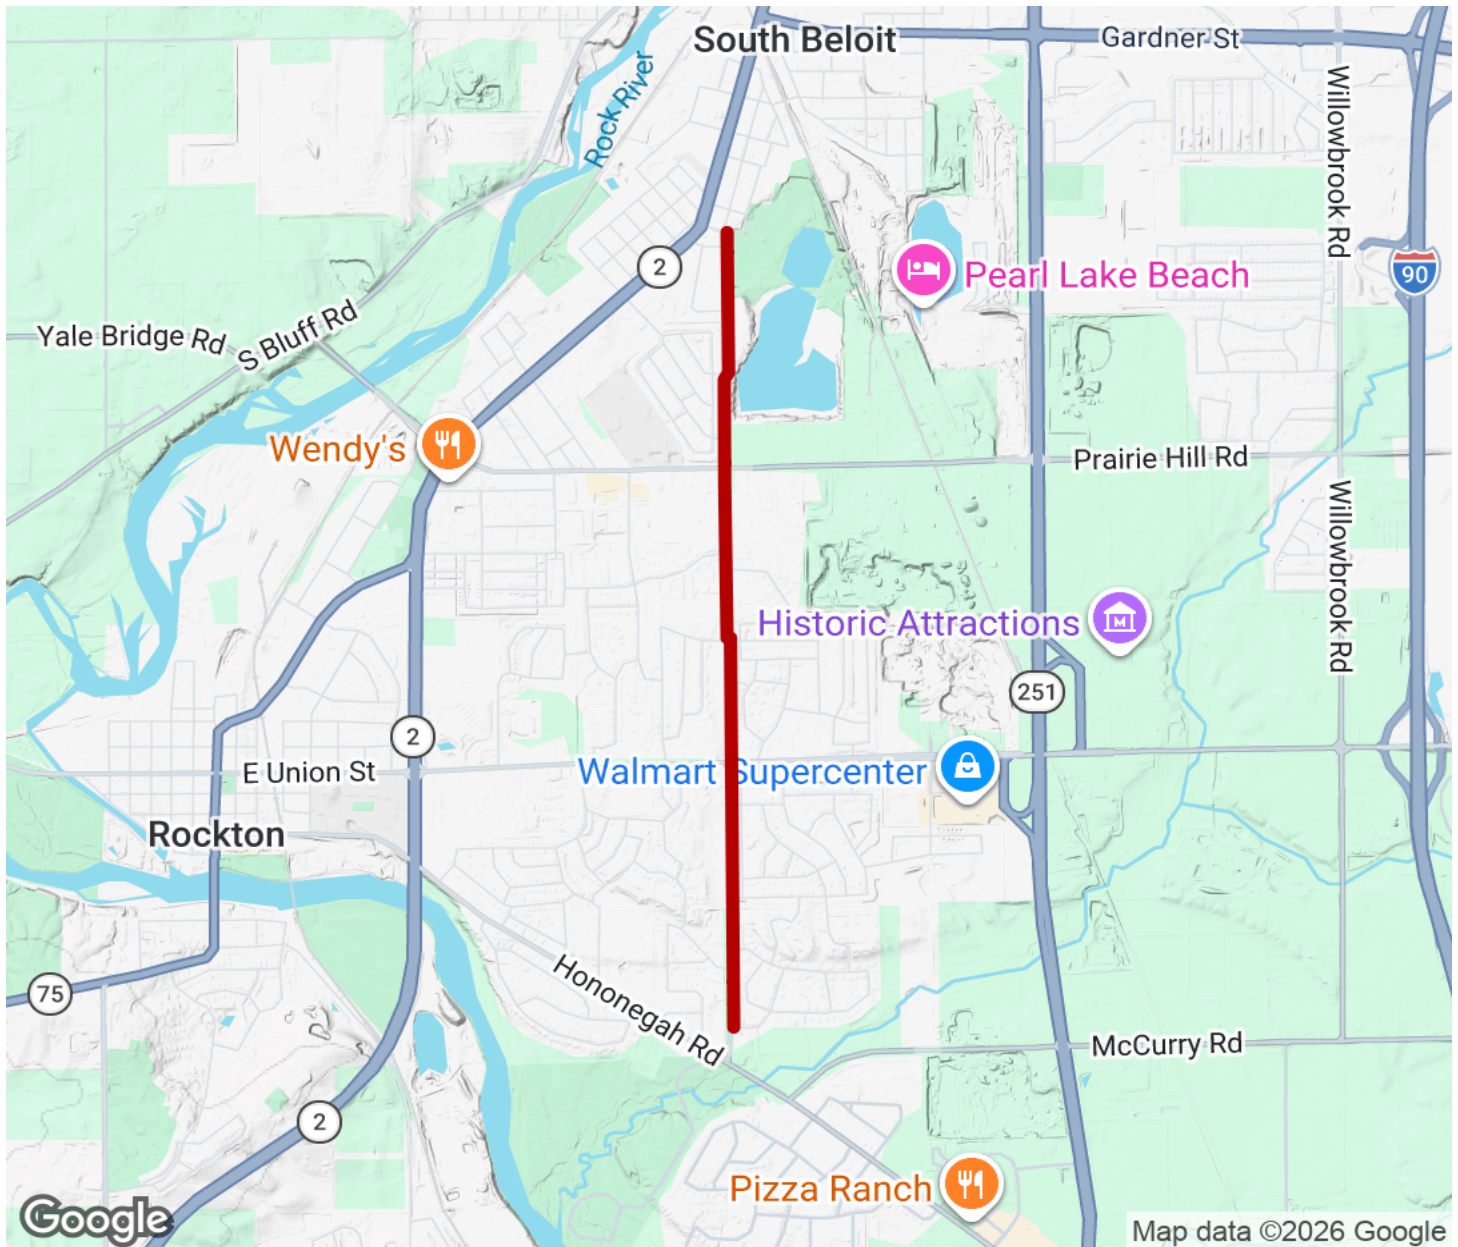 South Beloit
Gardner St
Rock River
Willowbrook Rd
2
90
Pearl Lake Beach
Yale Bridge Rd
S Bluff Rd
Wendy's
Prairie Hill Rd
Willowbrook Rd
Historic Attractions
251
2
E Union St
Walmart Supercenter
Rockton
75
Hononegah Rd
McCurry Rd
2
Pizza Ranch
Google
Map data ©2026 Google